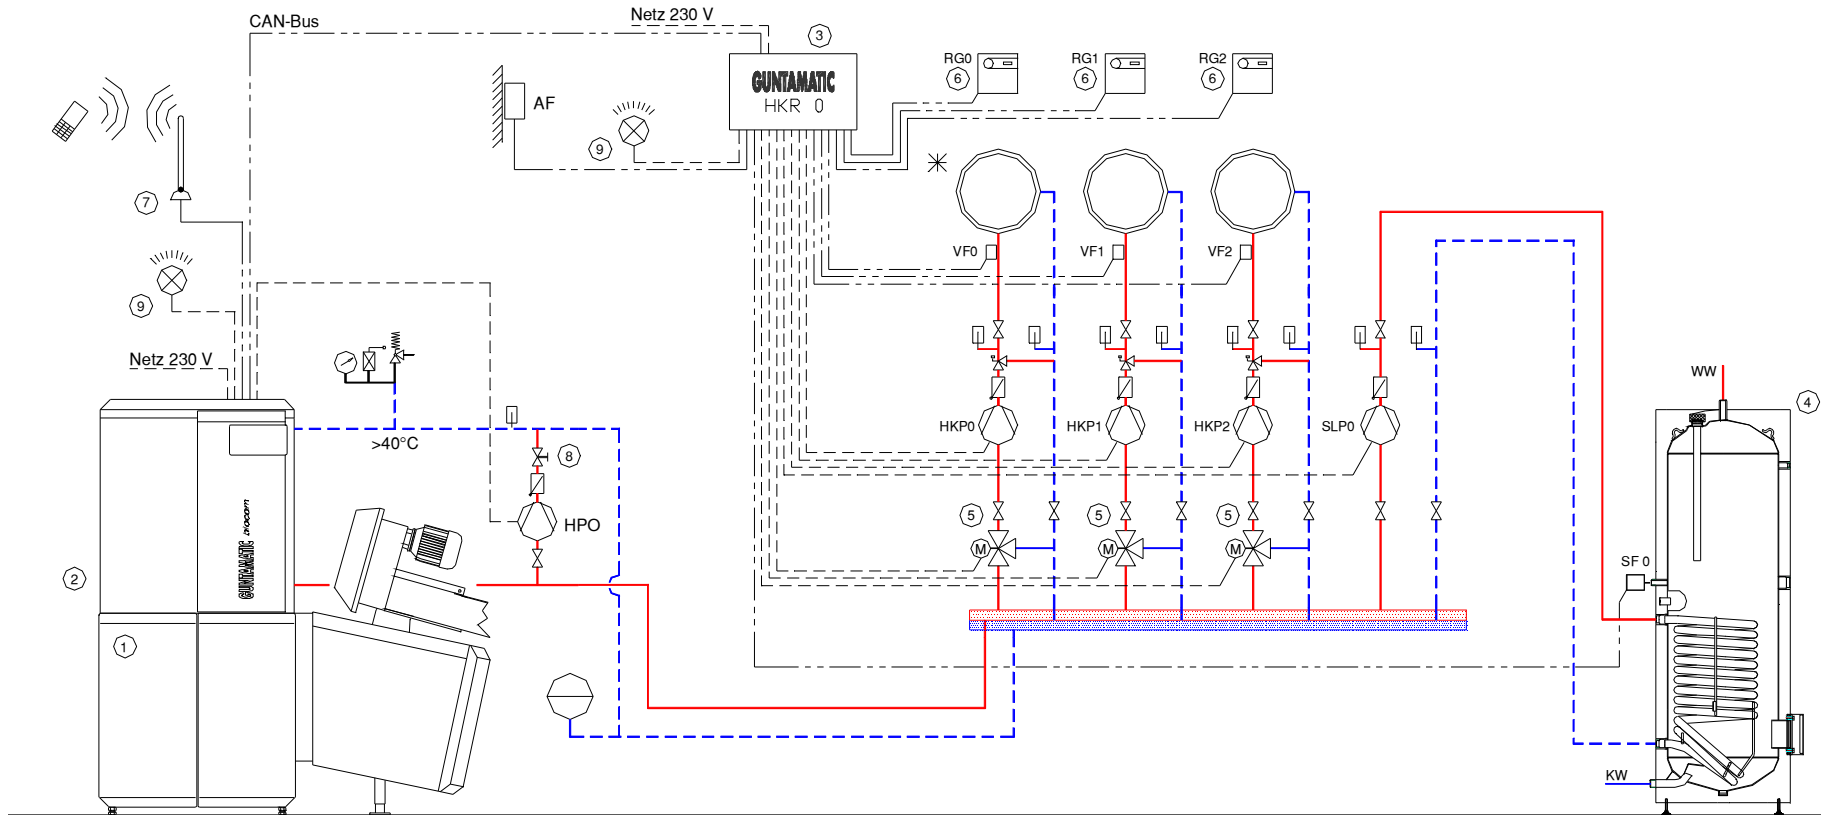 CAN-Bus
Netz 230 V
3
GUNTAMATIC
HKR 0
RG0
6
RG1
6
RG2
6
AF
9
7
9
Netz 230 V
VF0
VF1
VF2
>40°C
8
HPO
HKP0
HKP1
HKP2
SLP0
WW
4
5
5
5
M
M
M
SF 0
GUNTAMATIC biocom
2
1
KW